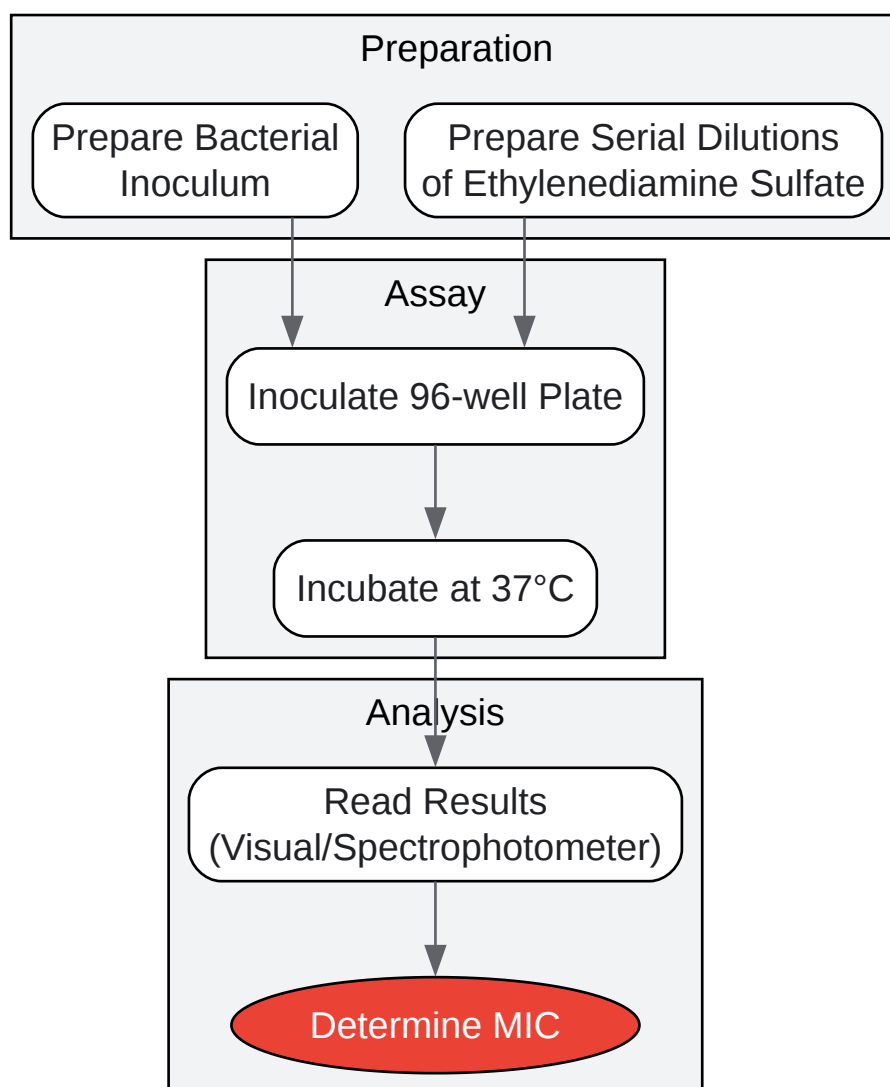 Preparation
Prepare Bacterial
Inoculum
Prepare Serial Dilutions
of Ethylenediamine Sulfate
Assay
Inoculate 96-well Plate
Incubate at 37°C
Analysis
Read Results
(Visual/Spectrophotometer)
Determine MIC